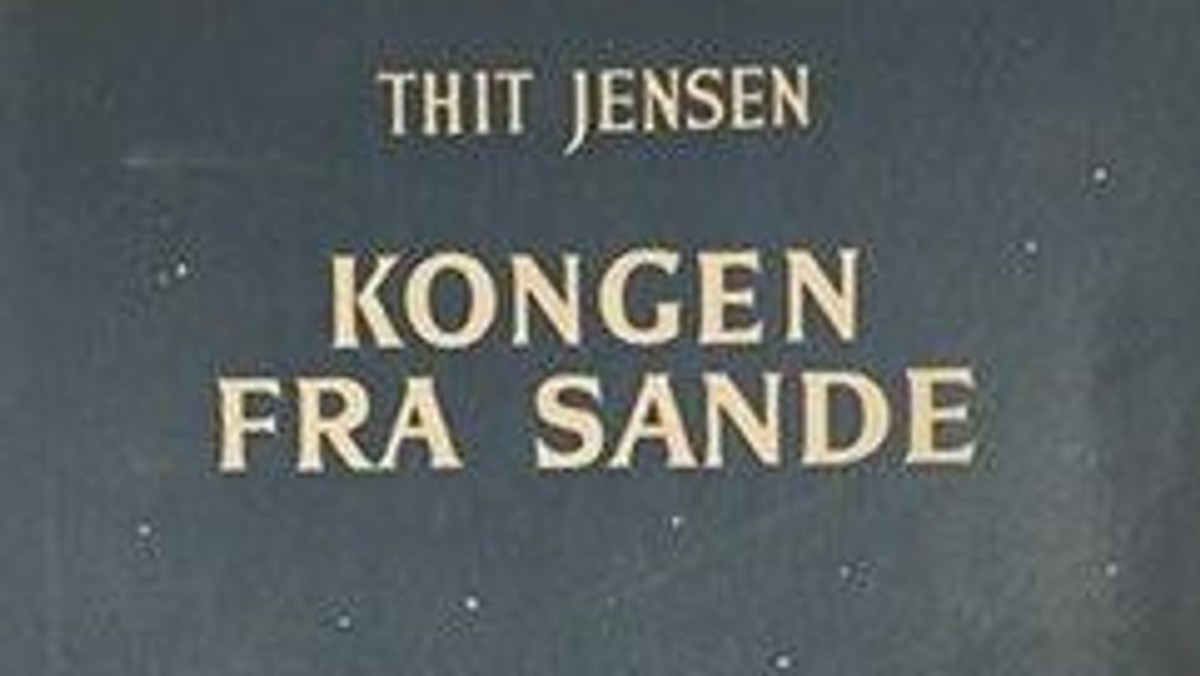 THIT JENSEN
KONGEN
FRA SANDE